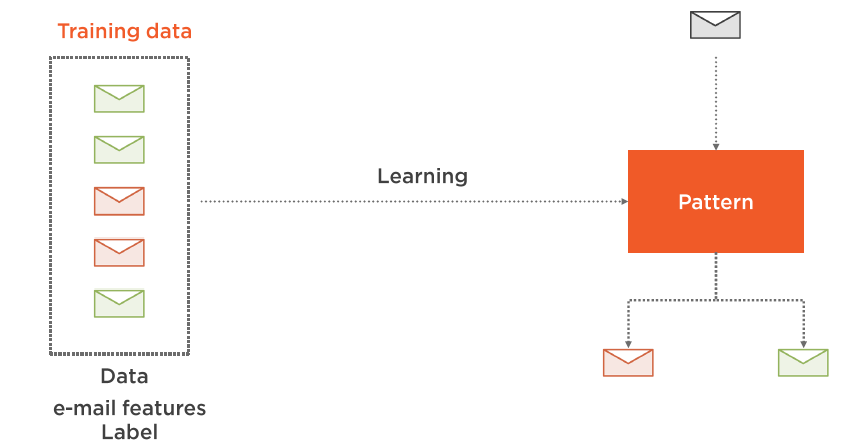 Training data
Learning
Pattern
Data
e-mail features
Label